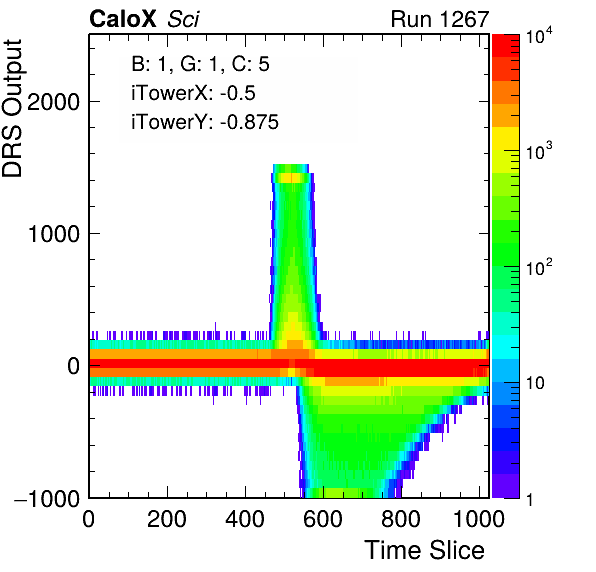 CaloX Sci Run 1267
B: 1, G: 1, C: 5
iTowerX: -0.5
iTowerY: -0.875
DRS Output
2000
1000
0
−1000
0 200 400 600 800 1000
Time Slice
10⁴
10³
10²
10
1